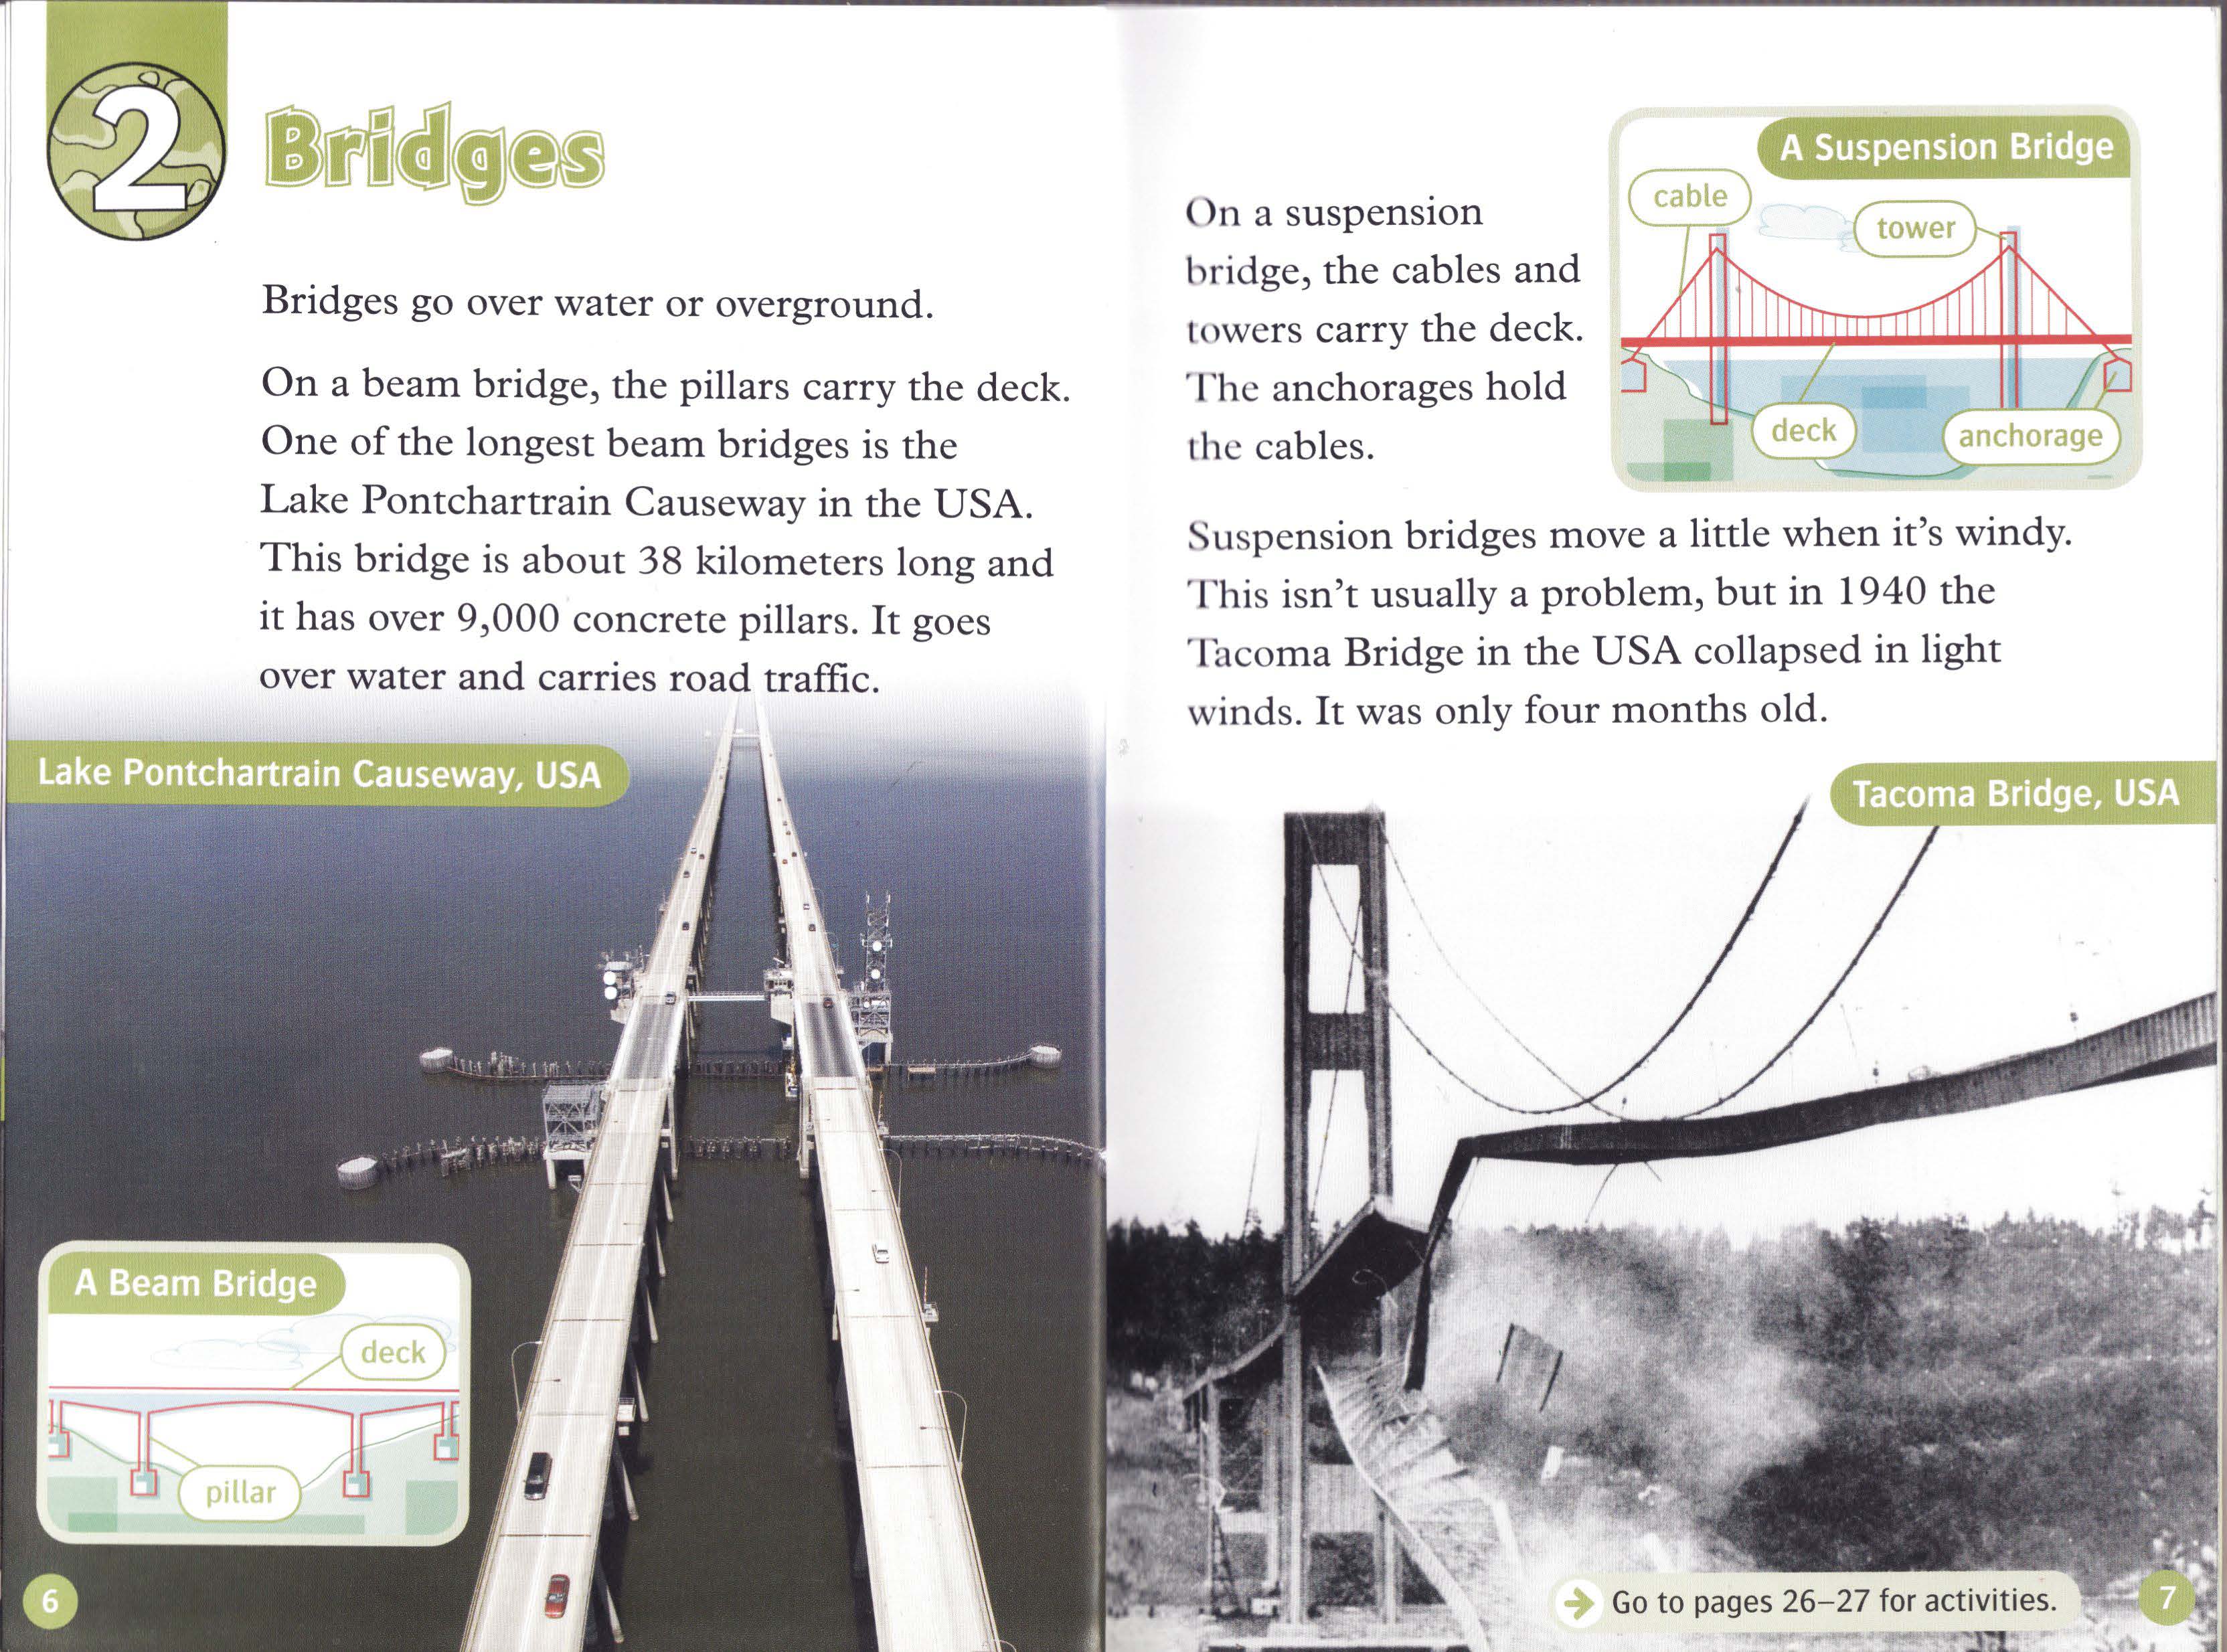 2
Bridges
Bridges go over water or overground.
On a beam bridge, the pillars carry the deck.
One of the longest beam bridges is the
Lake Pontchartrain Causeway in the USA.
This bridge is about 38 kilometers long and
it has over 9,000 concrete pillars. It goes
over water and carries road traffic.
Lake Pontchartrain Causeway, USA
A Beam Bridge
deck
pillar
6
On a suspension
bridge, the cables and
towers carry the deck.
The anchorages hold
the cables.
A Suspension Bridge
cable
tower
deck
anchorage
Suspension bridges move a little when it's windy.
This isn't usually a problem, but in 1940 the
Tacoma Bridge in the USA collapsed in light
winds. It was only four months old.
Tacoma Bridge, USA
Go to pages 26–27 for activities.
7